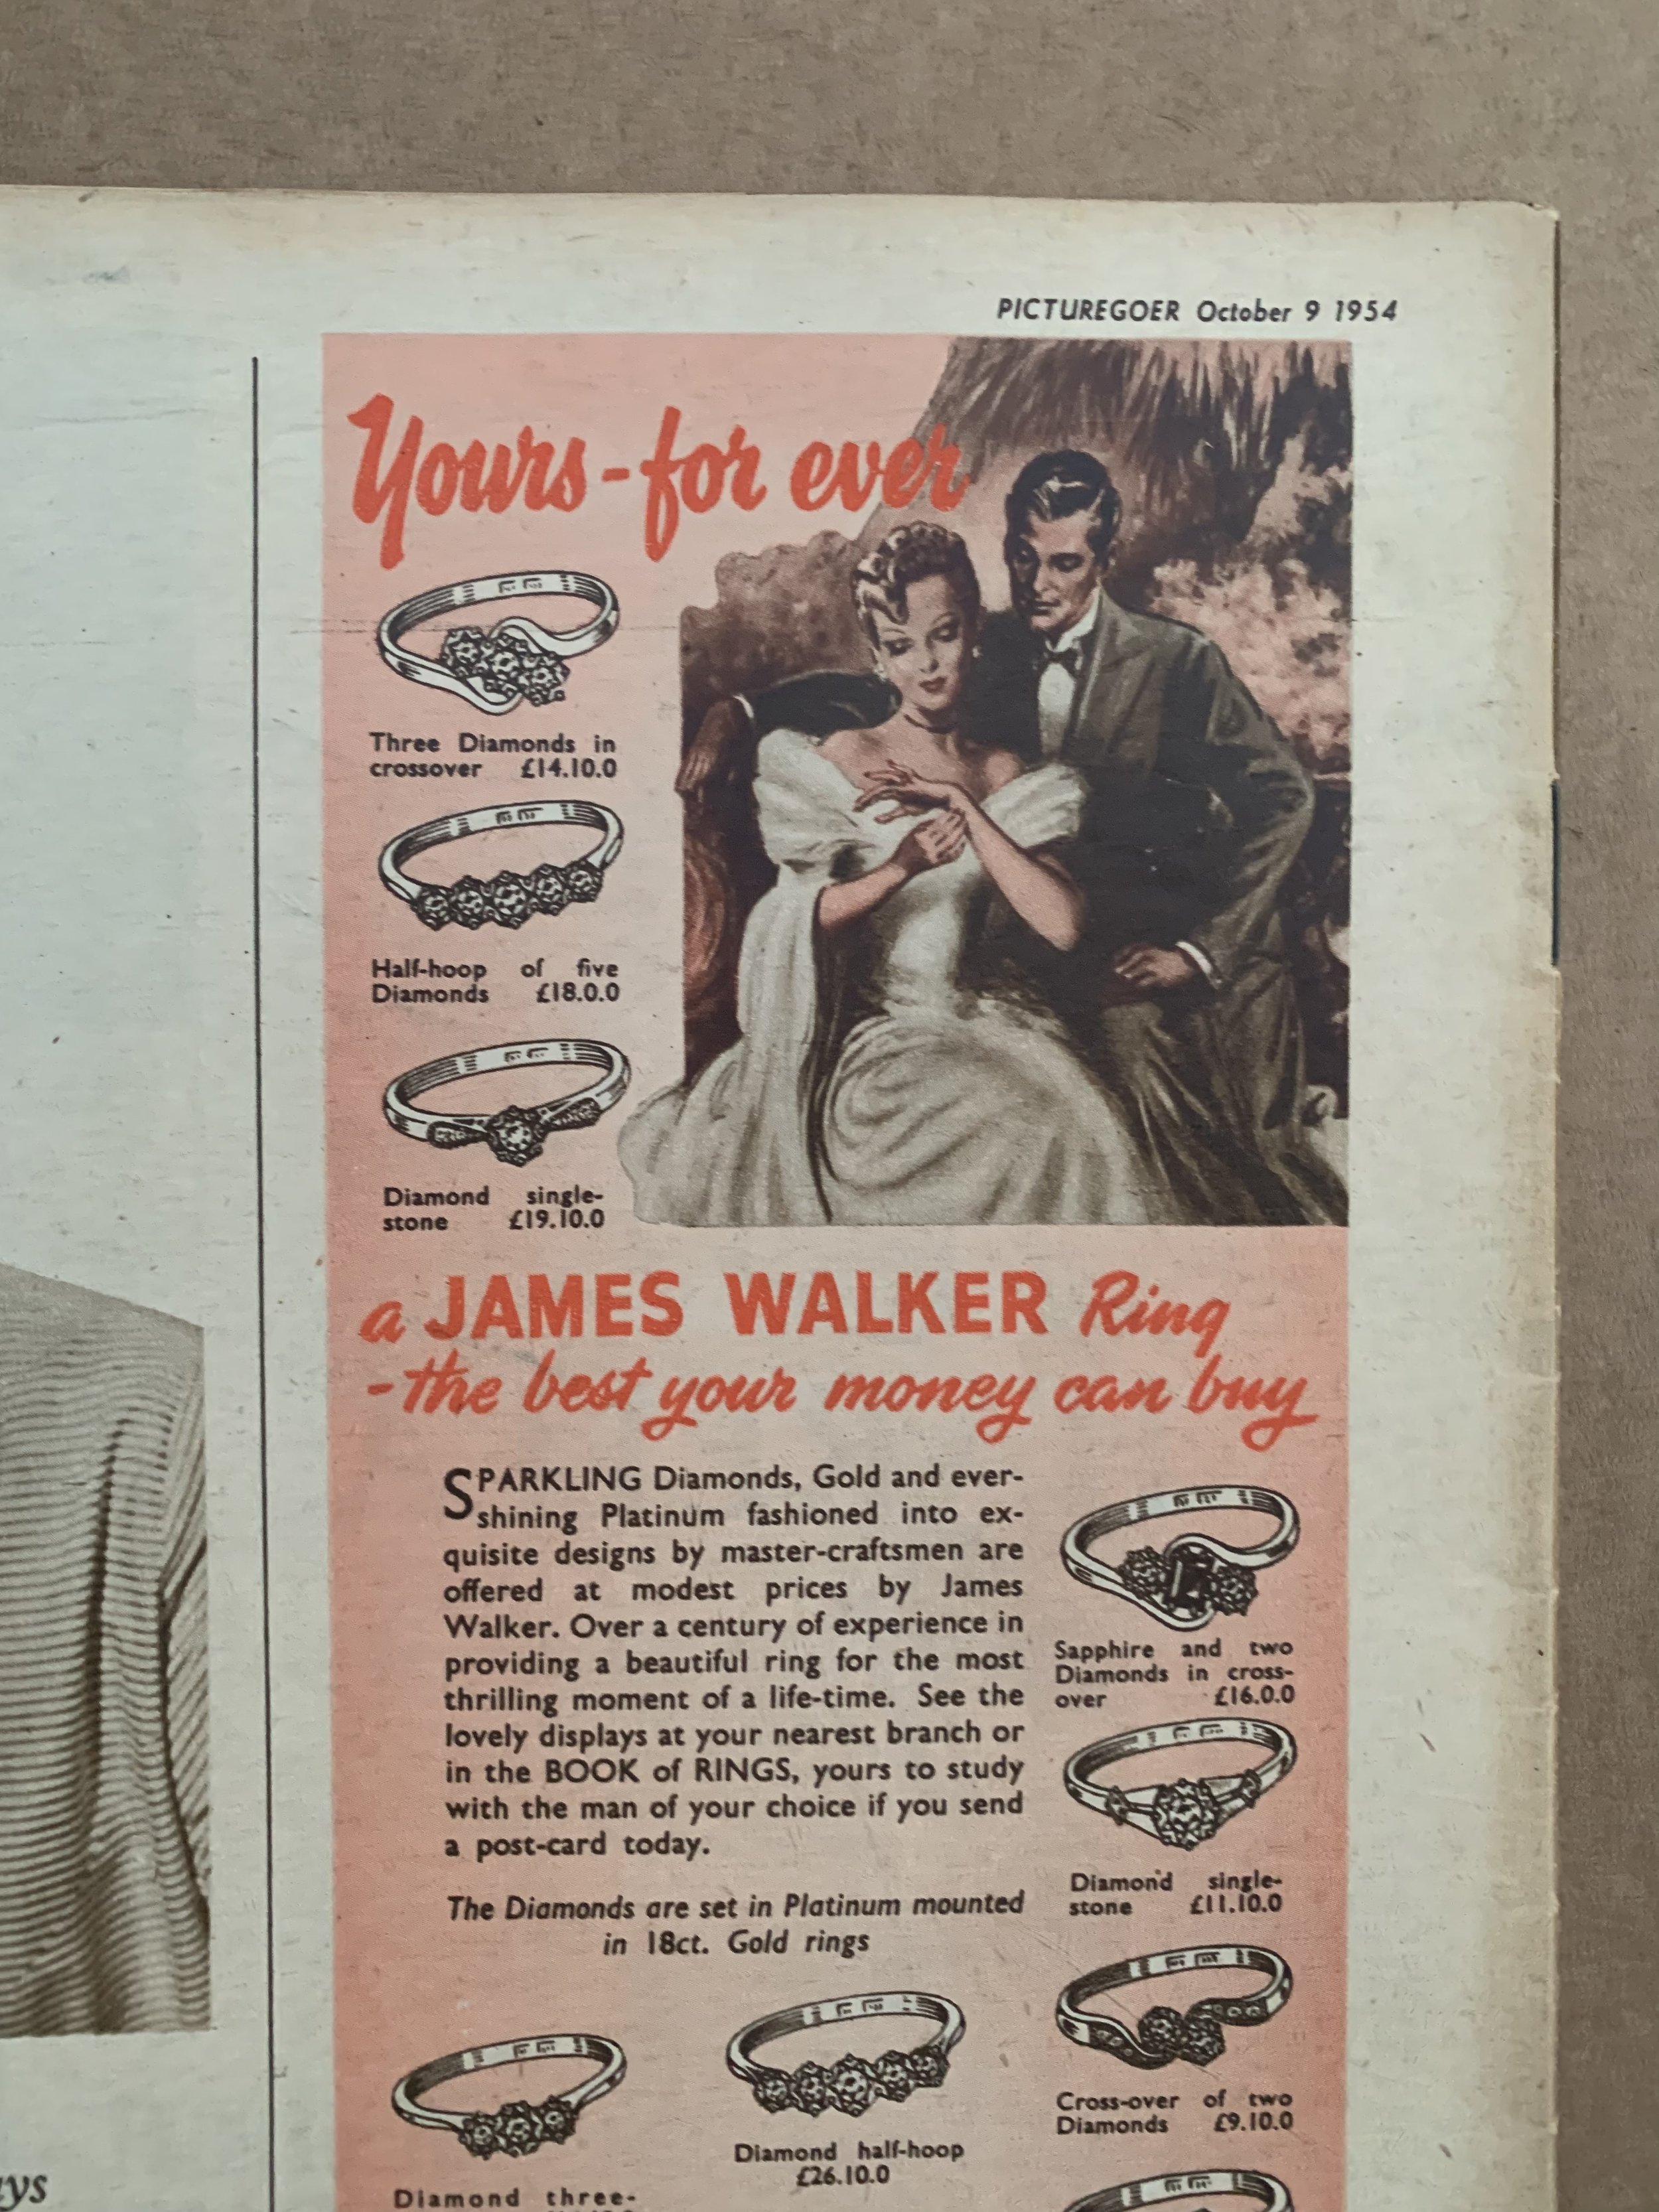 PICTUREGOER October 9 1954
Yours - for ever
Three Diamonds in
crossover £14.10.0
Half-hoop of five
Diamonds £18.0.0
Diamond single-
stone £19.10.0
a JAMES WALKER Ring
- the best your money can buy
SPARKLING Diamonds, Gold and ever-
shining Platinum fashioned into ex-
quisite designs by master-craftsmen are
offered at modest prices by James
Walker. Over a century of experience in
providing a beautiful ring for the most
thrilling moment of a life-time. See the
lovely displays at your nearest branch or
in the BOOK of RINGS, yours to study
with the man of your choice if you send
a post-card today.
The Diamonds are set in Platinum mounted
in 18ct. Gold rings
Sapphire and two
Diamonds in cross-
over £16.0.0
Diamond single-
stone £11.10.0
Cross-over of two
Diamonds £9.10.0
Diamond half-hoop
£26.10.0
Diamond three-